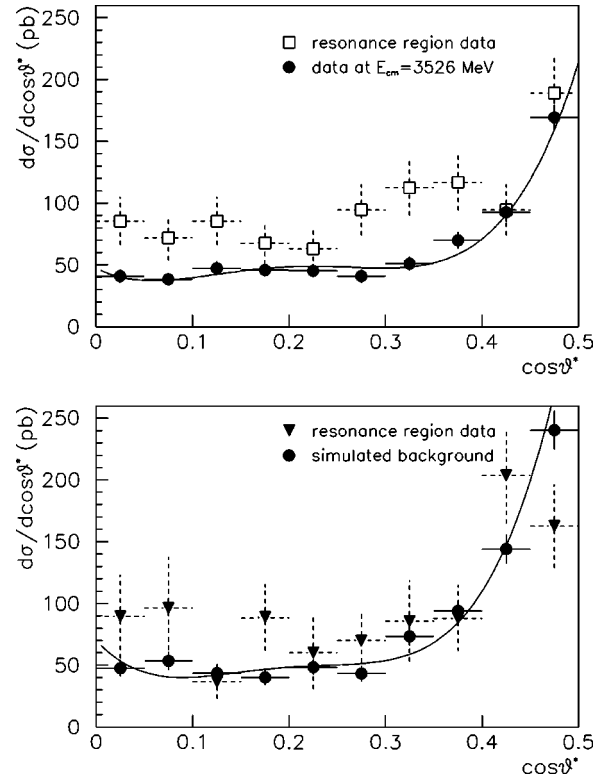 dσ/dcosϑ* (pb)
250
200
150
100
50
0
□ resonance region data
● data at E_cm=3526 MeV
0 0.1 0.2 0.3 0.4 0.5
cosϑ*
dσ/dcosϑ* (pb)
250
200
150
100
50
0
▼ resonance region data
● simulated background
0 0.1 0.2 0.3 0.4 0.5
cosϑ*